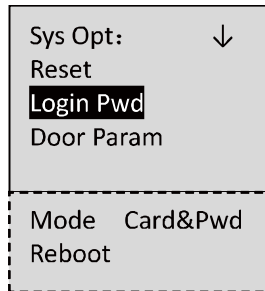 Sys Opt： ↓
Reset
Login Pwd
Door Param
Mode Card&Pwd
Reboot